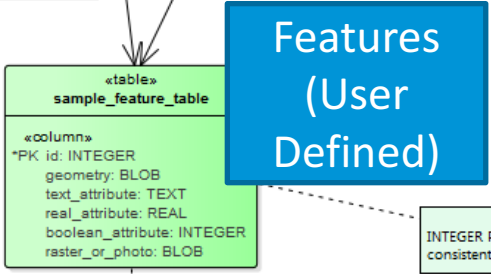 Features
(User
Defined)
«table»
sample_feature_table
«column»
*PK id: INTEGER
geometry: BLOB
text_attribute: TEXT
real_attribute: REAL
boolean_attribute: INTEGER
raster_or_photo: BLOB
INTEGER
consistent